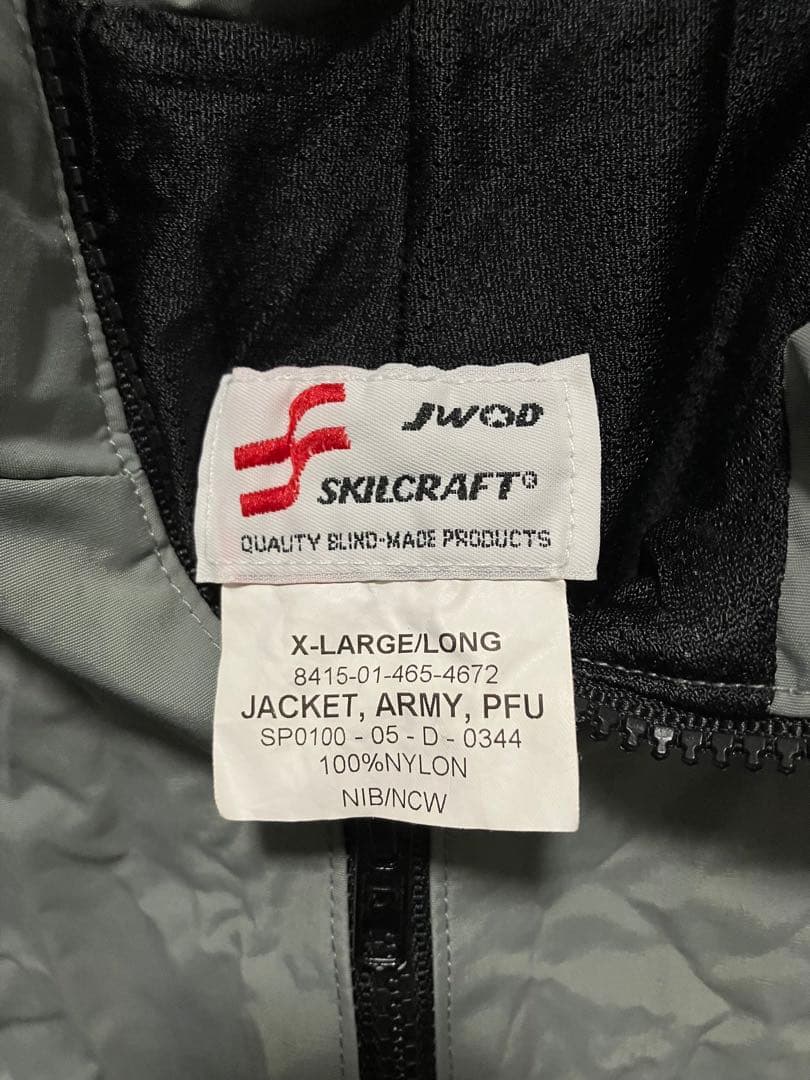 JWOD
SKILCRAFT®
QUALITY BLIND-MADE PRODUCTS
X-LARGE/LONG
8415-01-465-4672
JACKET, ARMY, PFU
SP0100 - 05 - D - 0344
100%NYLON
NIB/NCW